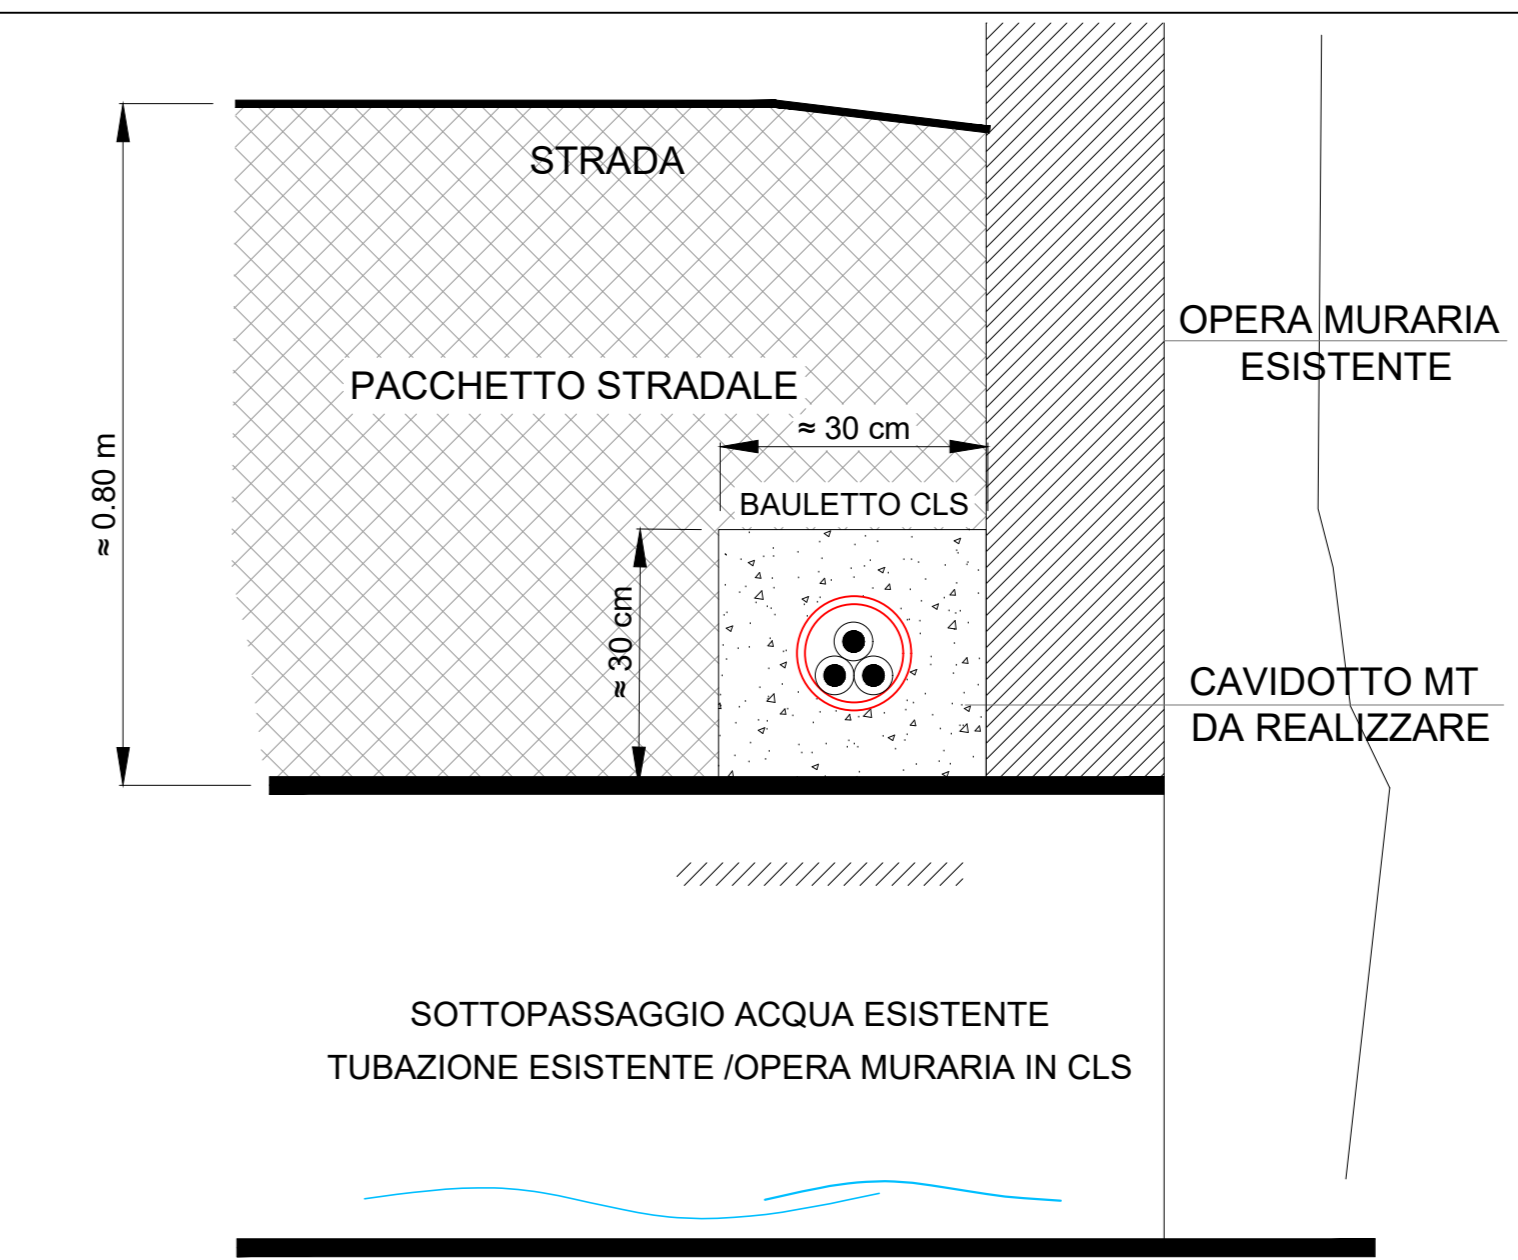 STRADA
OPERA MURARIA
ESISTENTE
PACCHETTO STRADALE
≈ 30 cm
≈ 0.80 m
BAULETTO CLS
≈ 30 cm
CAVIDOTTO MT
DA REALIZZARE
SOTTOPASSAGGIO ACQUA ESISTENTE
TUBAZIONE ESISTENTE /OPERA MURARIA IN CLS